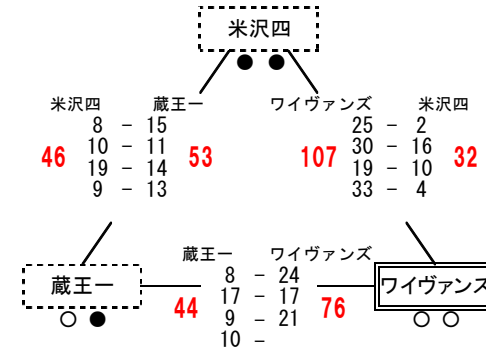 米沢四
● ●
米沢四 蔵王一 ワイヴァンズ 米沢四
8 - 15 25 - 2
10 - 11 30 - 16
46 53 107 32
19 - 14 19 - 10
9 - 13 33 - 4
蔵王一 ワイヴァンズ
蔵王一 8 - 24 ワイヴァンズ
17 - 17
44 76
○ ● 9 - 21 ○ ○
10 -